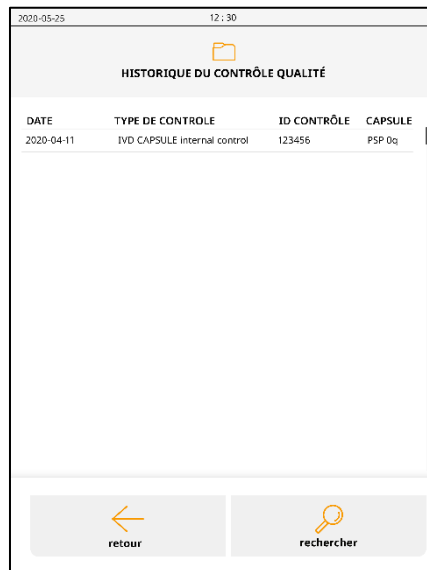 2020-05-25 12:30
HISTORIQUE DU CONTRÔLE QUALITÉ
DATE TYPE DE CONTROLE ID CONTRÔLE CAPSULE
2020-04-11 IVD CAPSULE internal control 123456 PSP 0q
retour rechercher